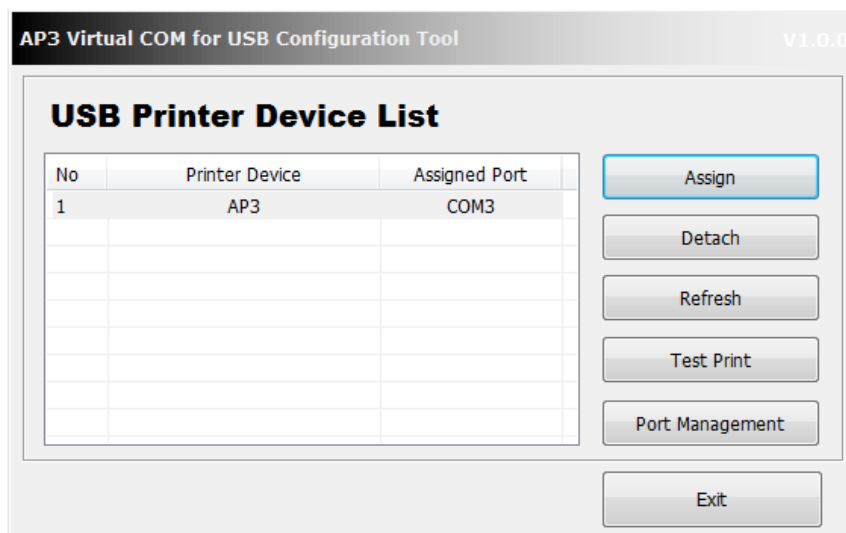 AP3 Virtual COM for USB Configuration Tool V1.0.0
USB Printer Device List
No Printer Device Assigned Port
1 AP3 COM3
Assign
Detach
Refresh
Test Print
Port Management
Exit